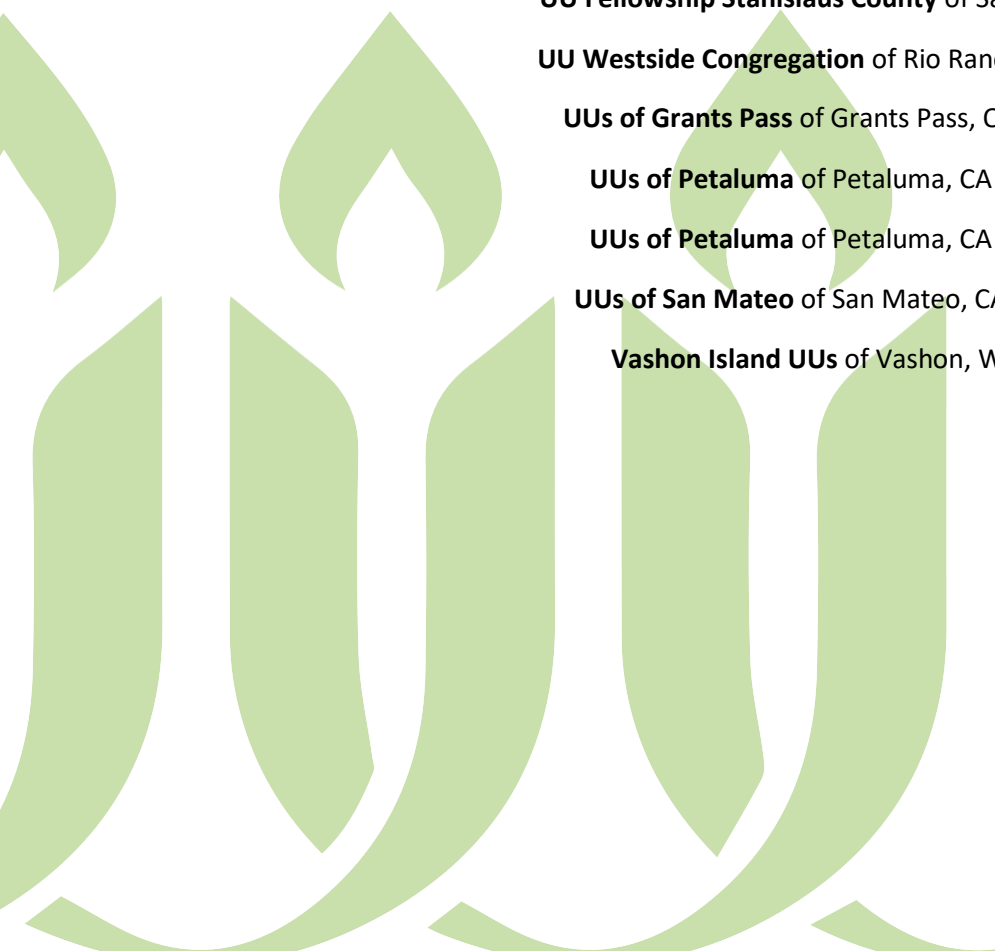 UU Fellowship Stanislaus County of
UU Westside Congregation of Rio
UUs of Grants Pass of Grants Pass,
UUs of Petaluma of Petaluma, CA
UUs of Petaluma of Petaluma, CA
UUs of San Mateo of San Mateo,
Vashon Island UUs of Vashon,